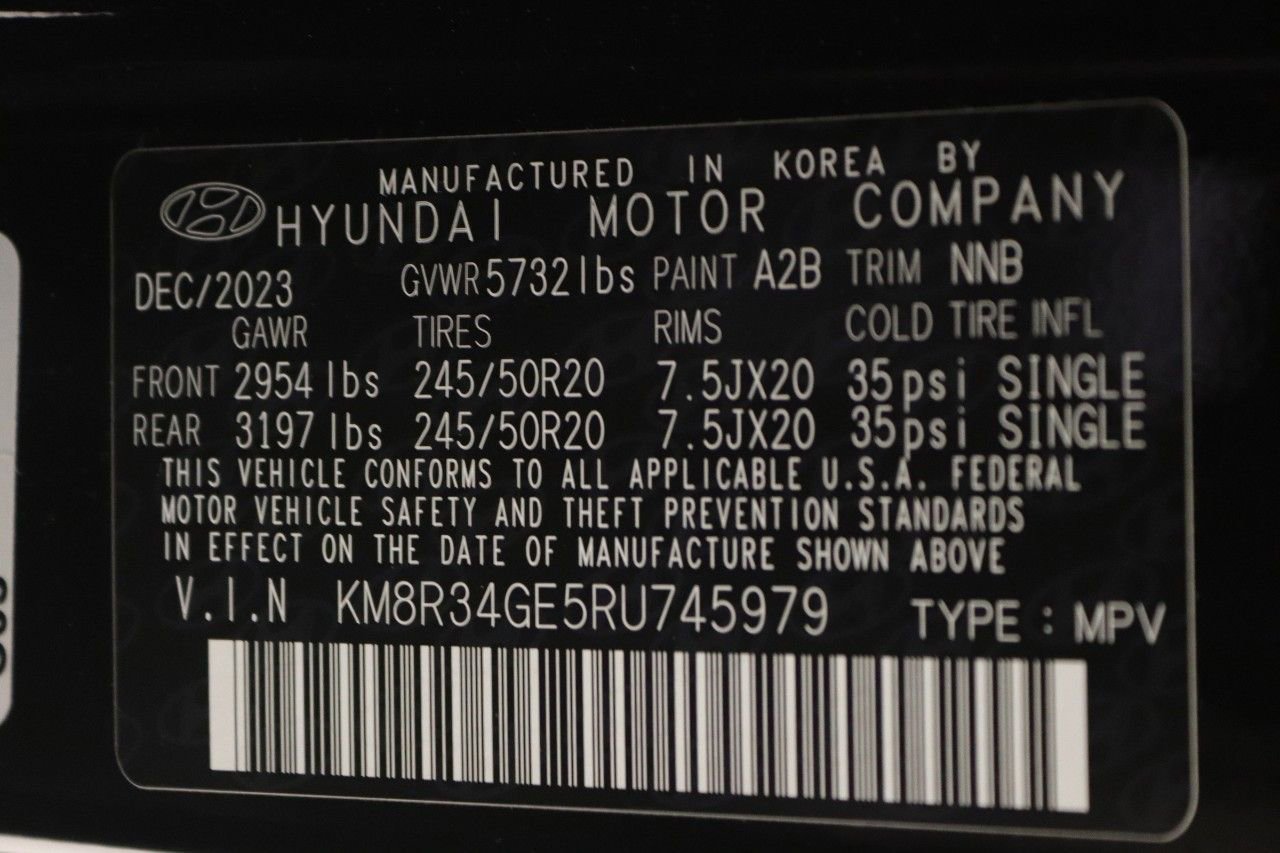 MANUFACTURED IN KOREA BY
HYUNDAI MOTOR COMPANY
DEC/2023 GVWR 5732lbs PAINT A2B TRIM NNB
GAWR TIRES RIMS COLD TIRE INFL
FRONT 2954 lbs 245/50R20 7.5JX20 35psi SINGLE
REAR 3197 lbs 245/50R20 7.5JX20 35psi SINGLE
THIS VEHICLE CONFORMS TO ALL APPLICABLE U.S.A. FEDERAL
MOTOR VEHICLE SAFETY AND THEFT PREVENTION STANDARDS
IN EFFECT ON THE DATE OF MANUFACTURE SHOWN ABOVE
V.I.N KM8R34GE5RU745979 TYPE : MPV